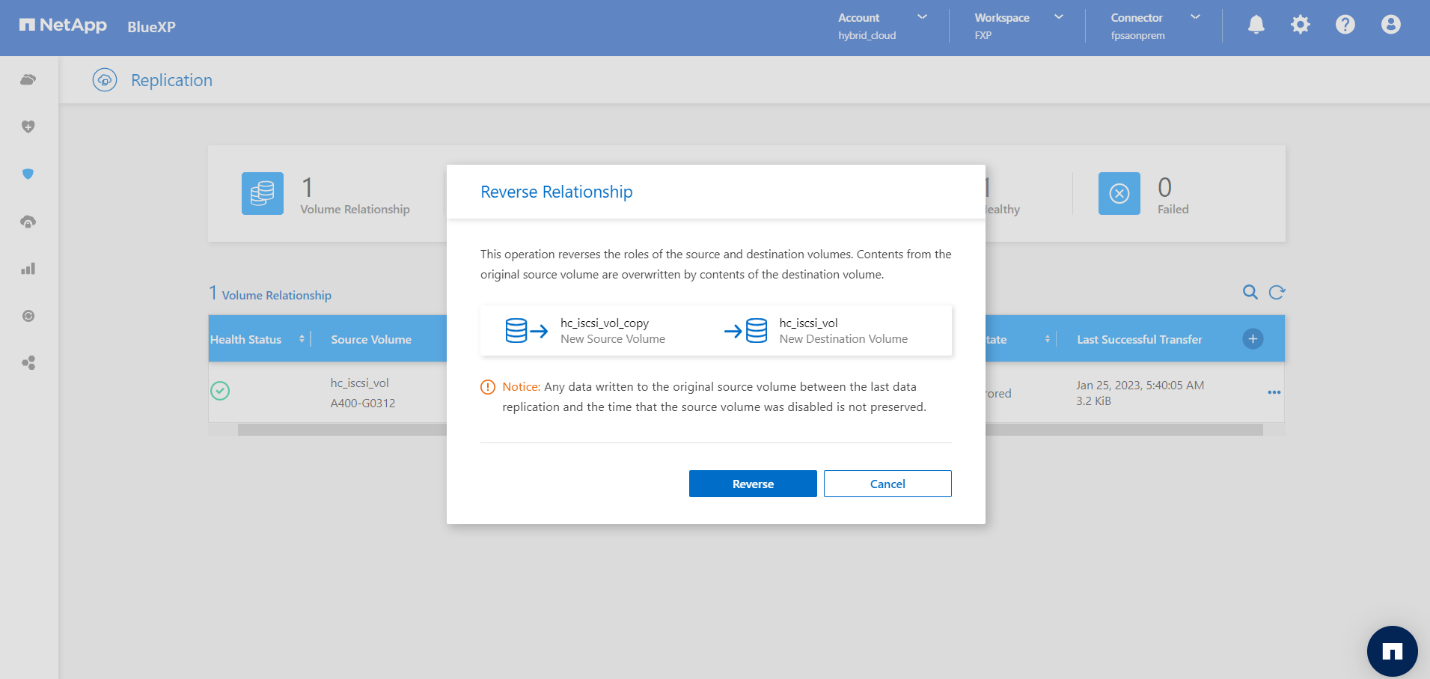 NetApp
BlueXP
Account
hybrid_cloud
Workspace
FXP
Connector
fpsaonprem
Replication
1
Volume Relationship
1
ealthy
0
Failed
1 Volume Relationship
Health Status
Source Volume
tate
Last Successful Transfer
hc_iscsi_vol
A400-G0312
rored
Jan 25, 2023, 5:40:05 AM
3.2 KiB
Reverse Relationship
This operation reverses the roles of the source and destination volumes. Contents from the
original source volume are overwritten by contents of the destination volume.
hc_iscsi_vol_copy
New Source Volume
hc_iscsi_vol
New Destination Volume
Notice: Any data written to the original source volume between the last data
replication and the time that the source volume was disabled is not preserved.
Reverse
Cancel